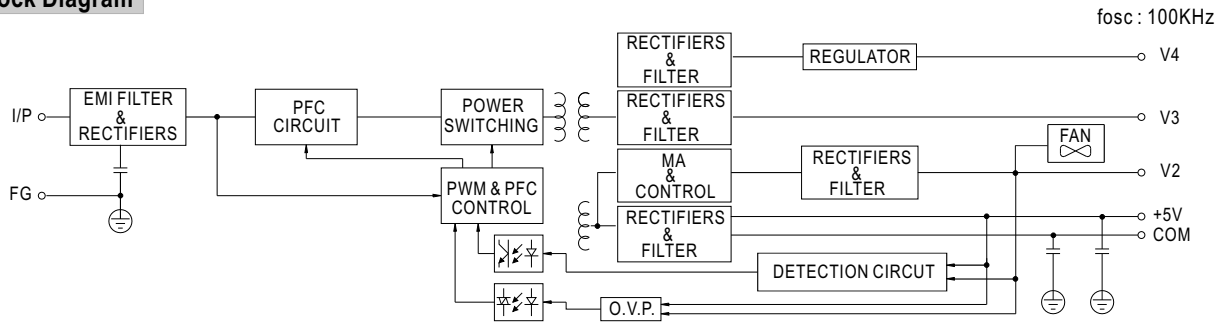 ock Diagram
fosc : 100KHz
RECTIFIERS
&
FILTER
REGULATOR
V4
I/P
EMI FILTER
&
RECTIFIERS
PFC
CIRCUIT
POWER
SWITCHING
RECTIFIERS
&
FILTER
V3
FAN
MA
&
CONTROL
RECTIFIERS
&
FILTER
V2
FG
PWM & PFC
CONTROL
RECTIFIERS
&
FILTER
+5V
COM
DETECTION CIRCUT
O.V.P.